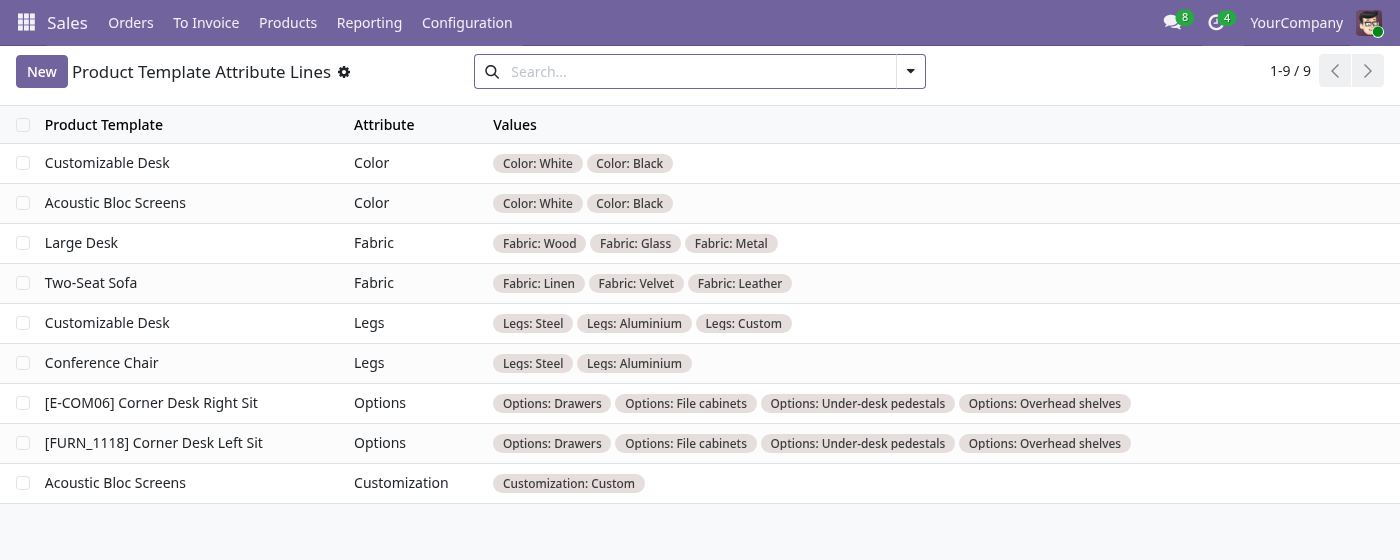 Sales Orders To Invoice Products Reporting Configuration 8 4 YourCompany
New Product Template Attribute Lines Search... 1-9 / 9
Product Template Attribute Values
Customizable Desk Color Color: White Color: Black
Acoustic Bloc Screens Color Color: White Color: Black
Large Desk Fabric Fabric: Wood Fabric: Glass Fabric: Metal
Two-Seat Sofa Fabric Fabric: Linen Fabric: Velvet Fabric: Leather
Customizable Desk Legs Legs: Steel Legs: Aluminium Legs: Custom
Conference Chair Legs Legs: Steel Legs: Aluminium
[E-COM06] Corner Desk Right Sit Options Options: Drawers Options: File cabinets Options: Under-desk pedestals Options: Overhead shelves
[FURN_1118] Corner Desk Left Sit Options Options: Drawers Options: File cabinets Options: Under-desk pedestals Options: Overhead shelves
Acoustic Bloc Screens Customization Customization: Custom